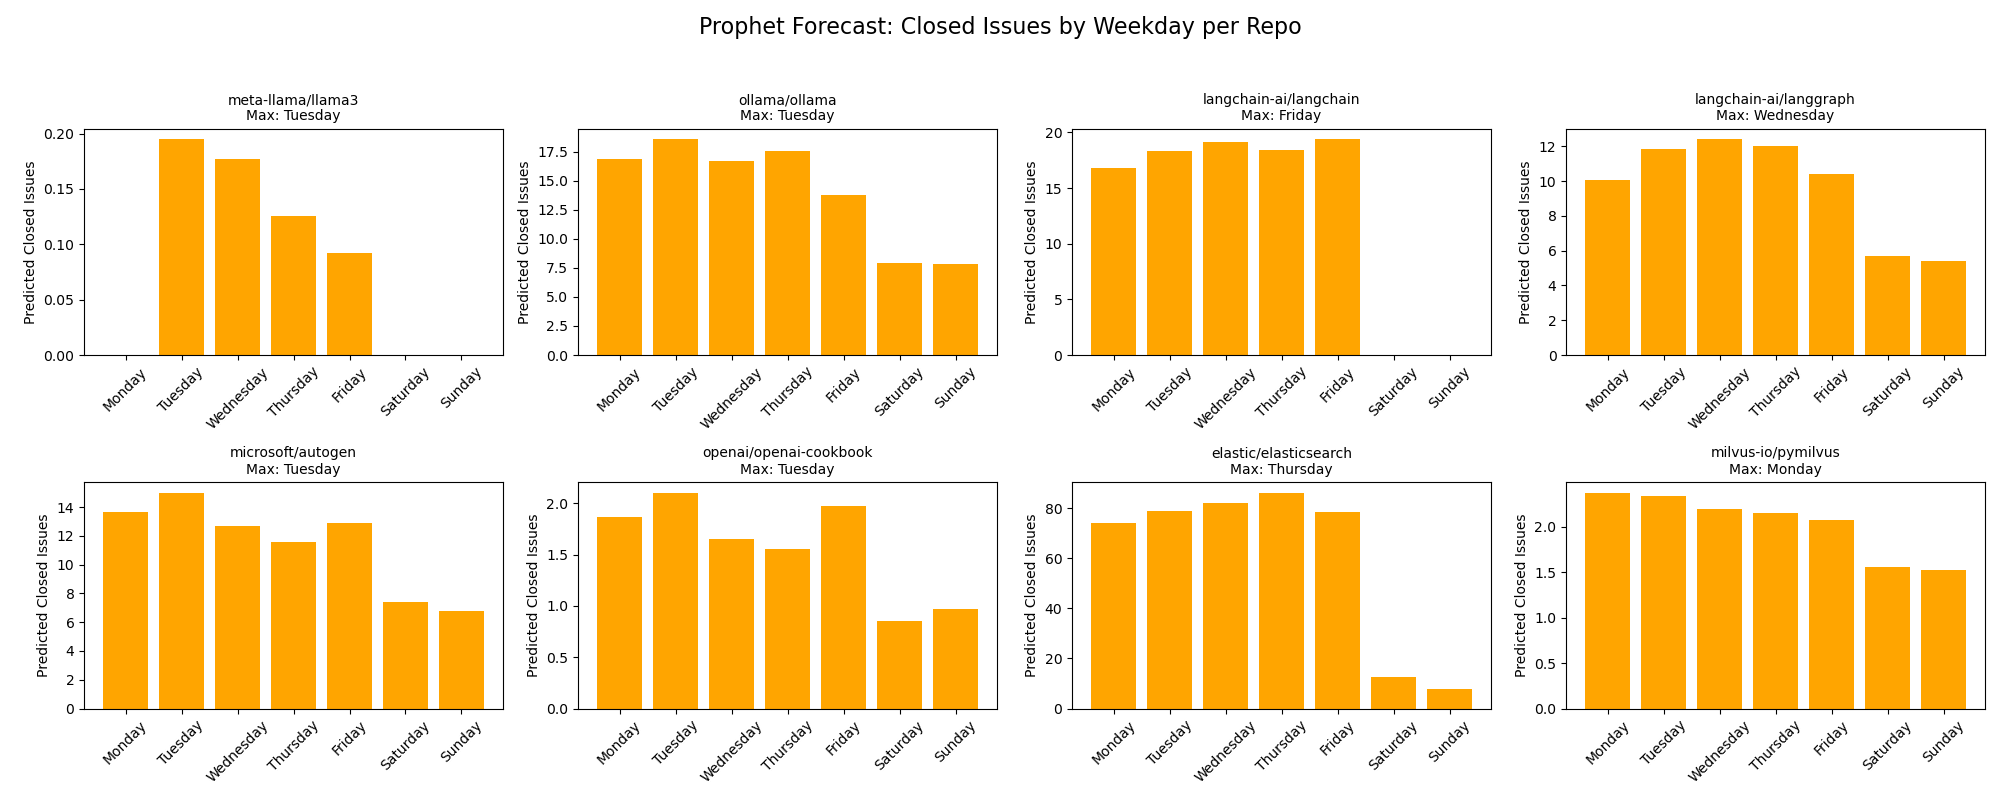 Prophet Forecast: Closed Issues by Weekday per Repo
meta-llama/llama3
Max: Tuesday
Predicted Closed Issues
0.20
0.15
0.10
0.05
0.00
Monday
Tuesday
Wednesday
Thursday
Friday
Saturday
Sunday
ollama/ollama
Max: Tuesday
Predicted Closed Issues
17.5
15.0
12.5
10.0
7.5
5.0
2.5
0.0
Monday
Tuesday
Wednesday
Thursday
Friday
Saturday
Sunday
langchain-ai/langchain
Max: Friday
Predicted Closed Issues
20
15
10
5
0
Monday
Tuesday
Wednesday
Thursday
Friday
Saturday
Sunday
langchain-ai/langgraph
Max: Wednesday
Predicted Closed Issues
12
10
8
6
4
2
0
Monday
Tuesday
Wednesday
Thursday
Friday
Saturday
Sunday
microsoft/autogen
Max: Tuesday
Predicted Closed Issues
14
12
10
8
6
4
2
0
Monday
Tuesday
Wednesday
Thursday
Friday
Saturday
Sunday
openai/openai-cookbook
Max: Tuesday
Predicted Closed Issues
2.0
1.5
1.0
0.5
0.0
Monday
Tuesday
Wednesday
Thursday
Friday
Saturday
Sunday
elastic/elasticsearch
Max: Thursday
Predicted Closed Issues
80
60
40
20
0
Monday
Tuesday
Wednesday
Thursday
Friday
Saturday
Sunday
milvus-io/pymilvus
Max: Monday
Predicted Closed Issues
2.0
1.5
1.0
0.5
0.0
Monday
Tuesday
Wednesday
Thursday
Friday
Saturday
Sunday